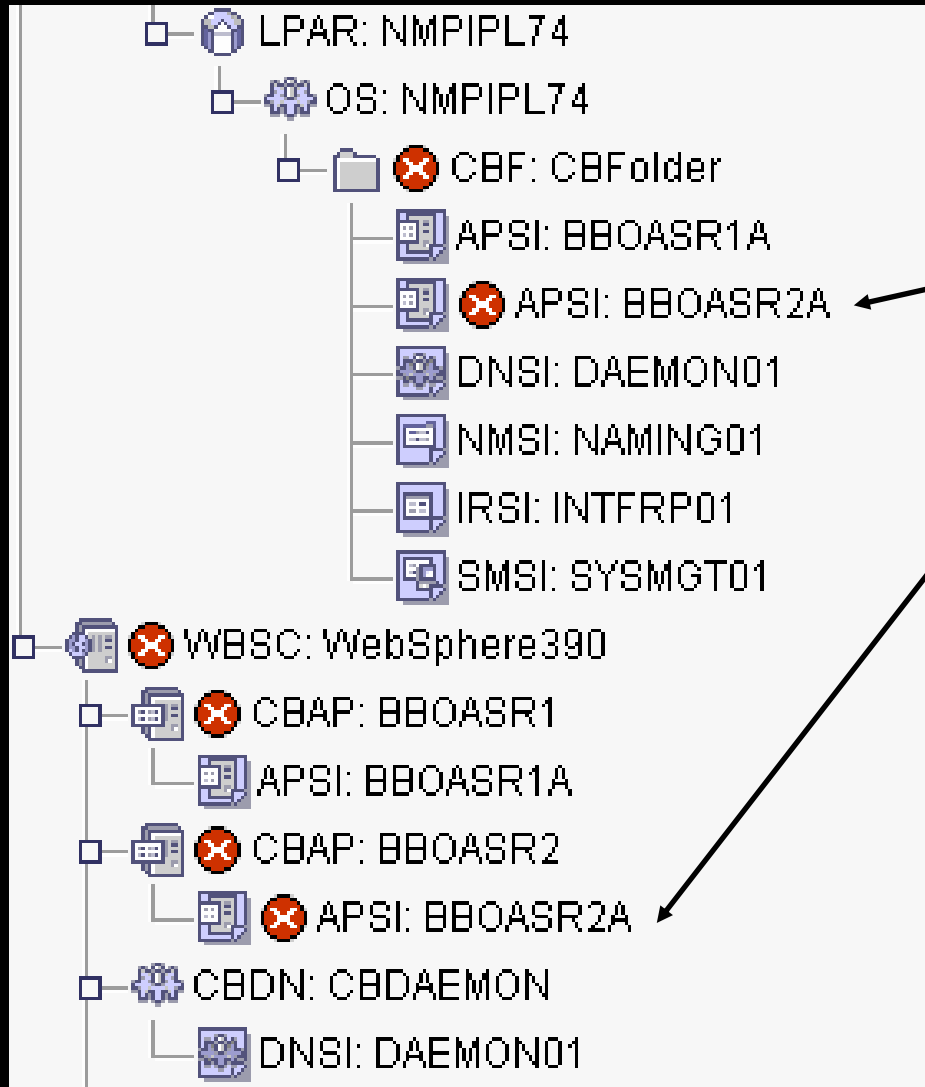 LPAR: NMPIPL74
OS: NMPIPL74
CBF: CBFolder
APSI: BBOASR1A
APSI: BBOASR2A
DNSI: DAEMON01
NMSI: NAMING01
IRSI: INTFRP01
SMSI: SYSMGT01
WBSC: WebSphere390
CBAP: BBOASR1
APSI: BBOASR1A
CBAP: BBOASR2
APSI: BBOASR2A
CBDN: CBDAEMON
DNSI: DAEMON01